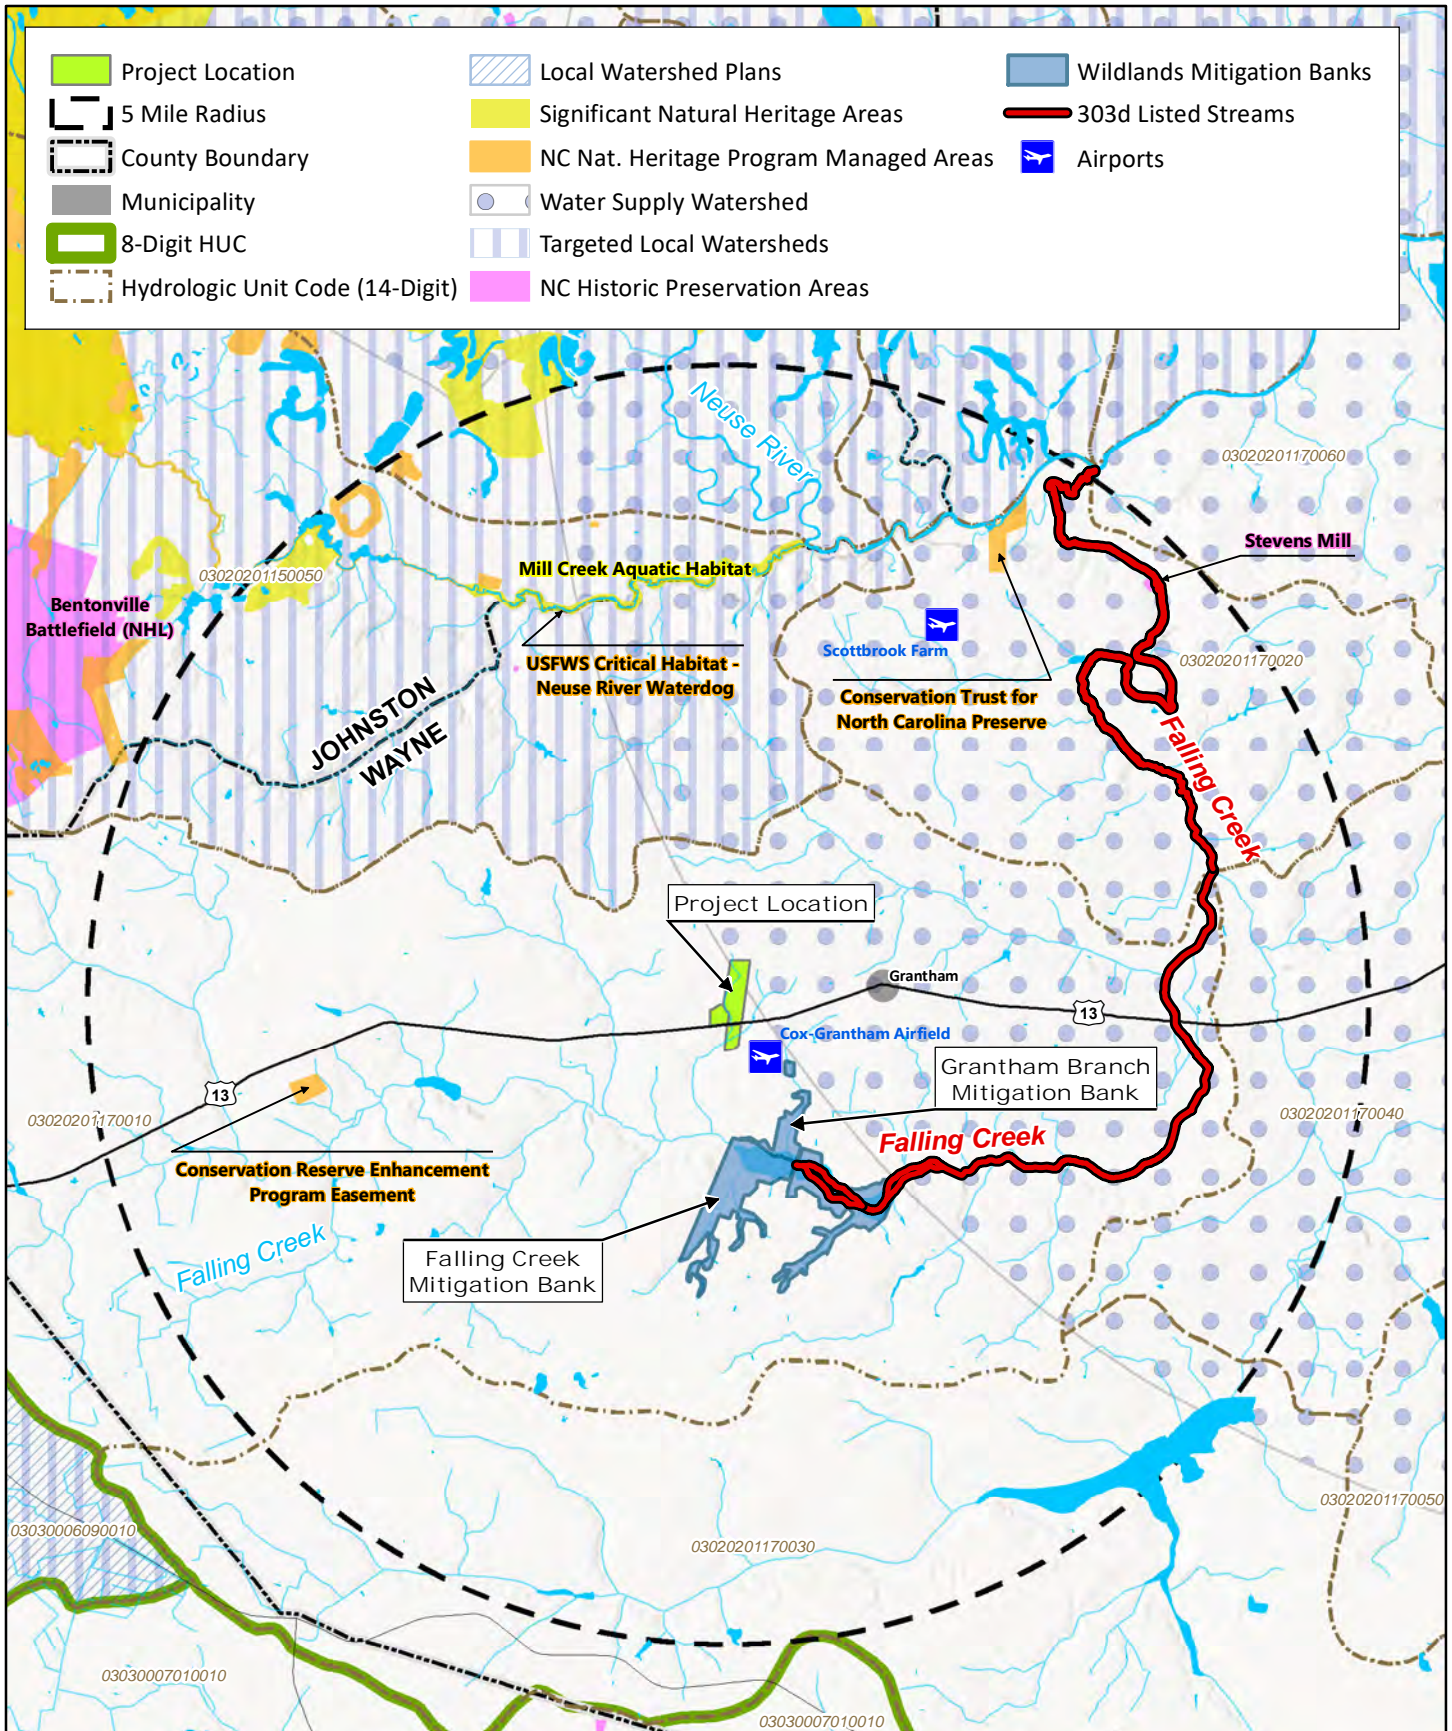 Project Location
5 Mile Radius
County Boundary
Municipality
8-Digit HUC
Hydrologic Unit Code (14-Digit)
Local Watershed Plans
Significant Natural Heritage Areas
NC Nat. Heritage Program Managed Areas
Water Supply Watershed
Targeted Local Watersheds
NC Historic Preservation Areas
Wildlands Mitigation Banks
303d Listed Streams
Airports
Neuse River
03020201170060
Stevens Mill
Mill Creek Aquatic Habitat
03020201150050
Bentonville
Battlefield (NHL)
USFWS Critical Habitat -
Neuse River Waterdog
Scottbrook Farm
03020201170020
Conservation Trust for
North Carolina Preserve
JOHNSTON
WAYNE
Falling Creek
Project Location
Grantham
13
Cox-Grantham Airfield
Grantham Branch
Mitigation Bank
13
03020201170010
03020201170040
Falling Creek
Conservation Reserve Enhancement
Program Easement
Falling Creek
Falling Creek
Mitigation Bank
03020201170050
03030006090010
03020201170030
03030007010010
03030007010010